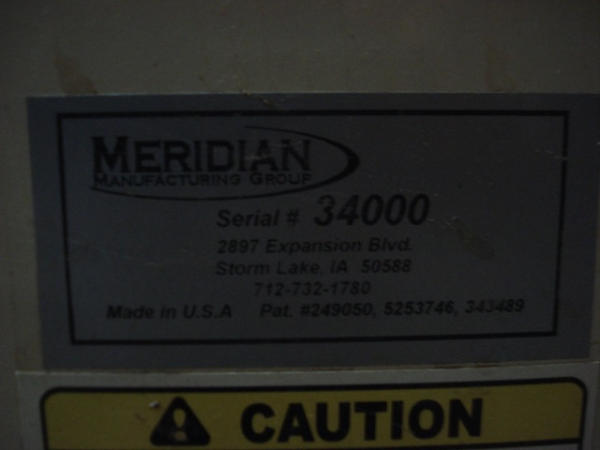 MERIDIAN
MANUFACTURING GROUP
Serial # 34000
2897 Expansion Blvd.
Storm Lake, IA 50588
712-732-1780
Made in U.S.A Pat. #249050, 5253746, 343489
CAUTION